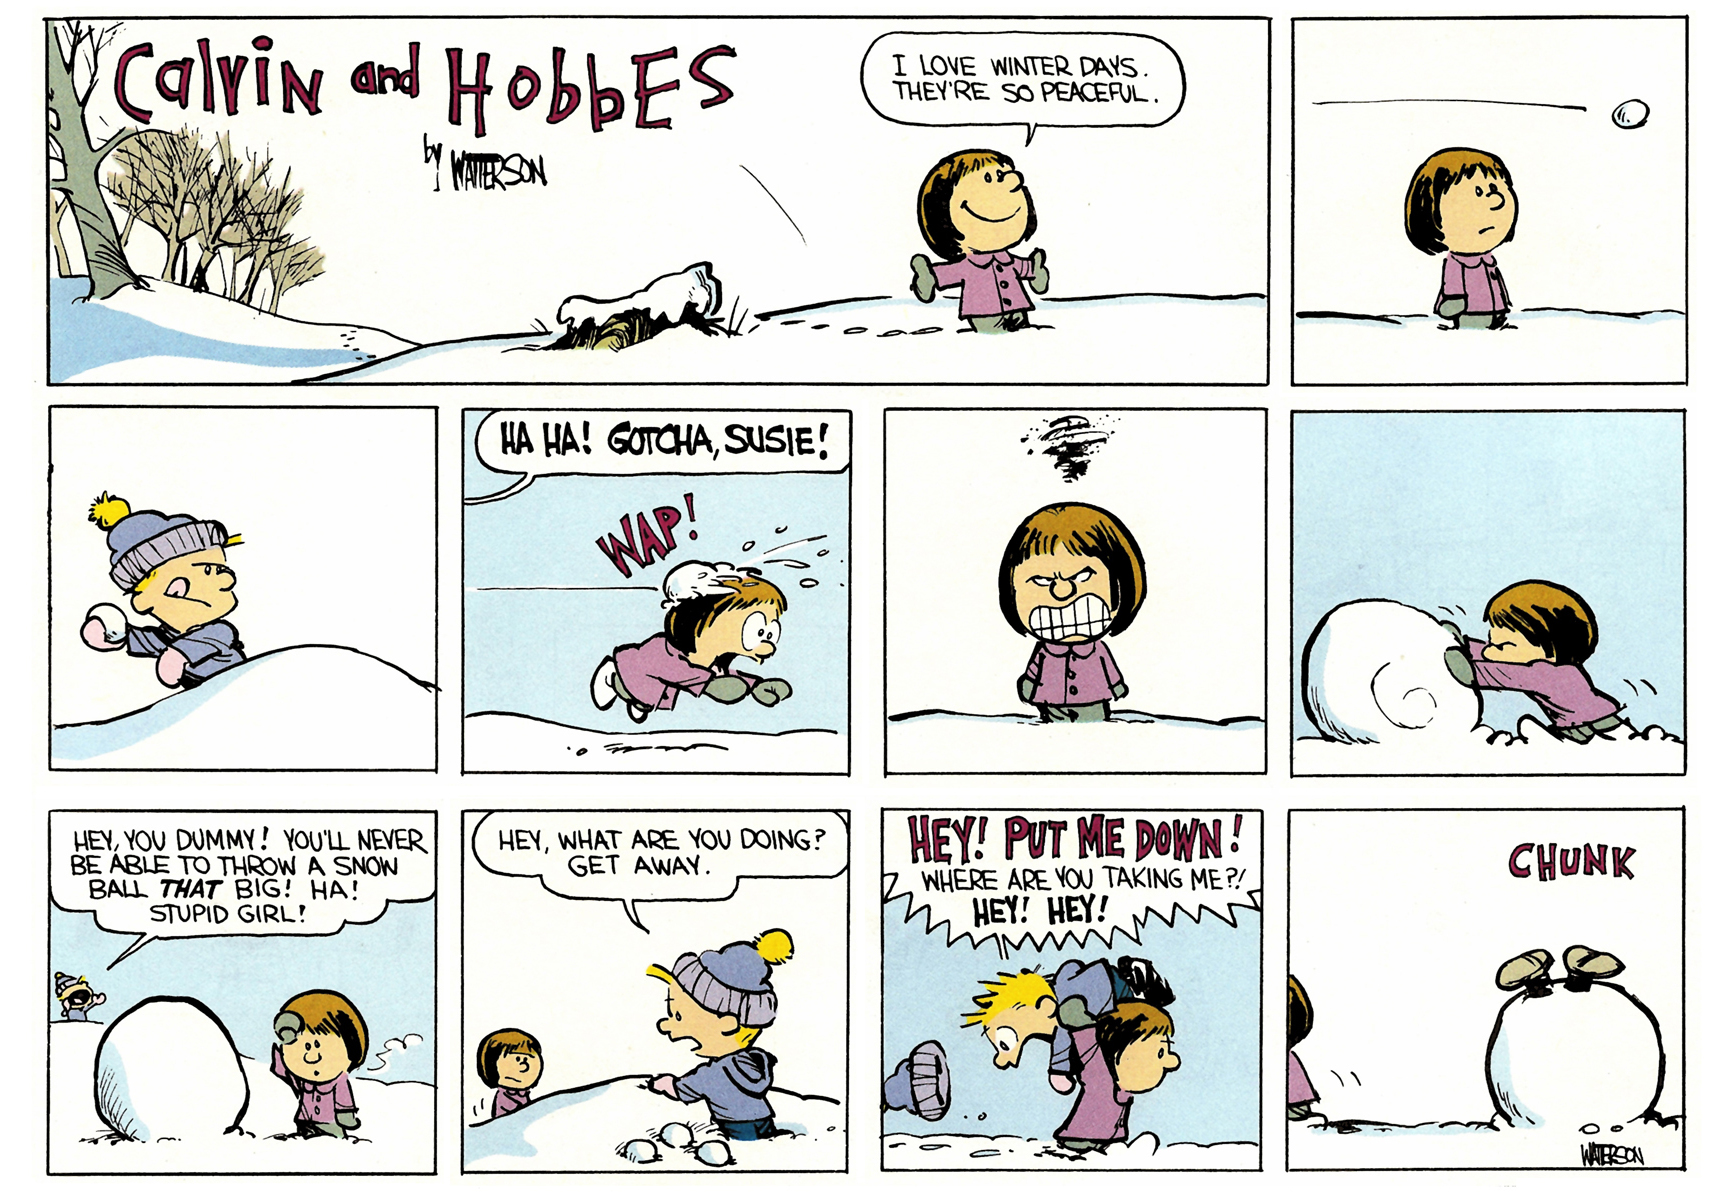 Calvin and HobbEs
by WATTERSON
I LOVE WINTER DAYS.
THEY'RE SO PEACEFUL.
HA HA! GOTCHA, SUSIE!
WAP!
HEY, YOU DUMMY! YOU'LL NEVER
BE ABLE TO THROW A SNOW
BALL THAT BIG! HA!
STUPID GIRL!
HEY, WHAT ARE YOU DOING?
GET AWAY.
HEY! PUT ME DOWN!
WHERE ARE YOU TAKING ME?!
HEY! HEY!
CHUNK
WATTERSON